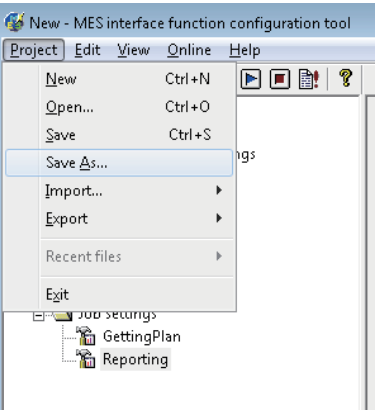 New - MES interface function configuration tool
Project Edit View Online Help
New Ctrl+N
Open... Ctrl+O
Save Ctrl+S
Save As...
Import...
Export
Recent files
Exit
ngs
Job settings
GettingPlan
Reporting